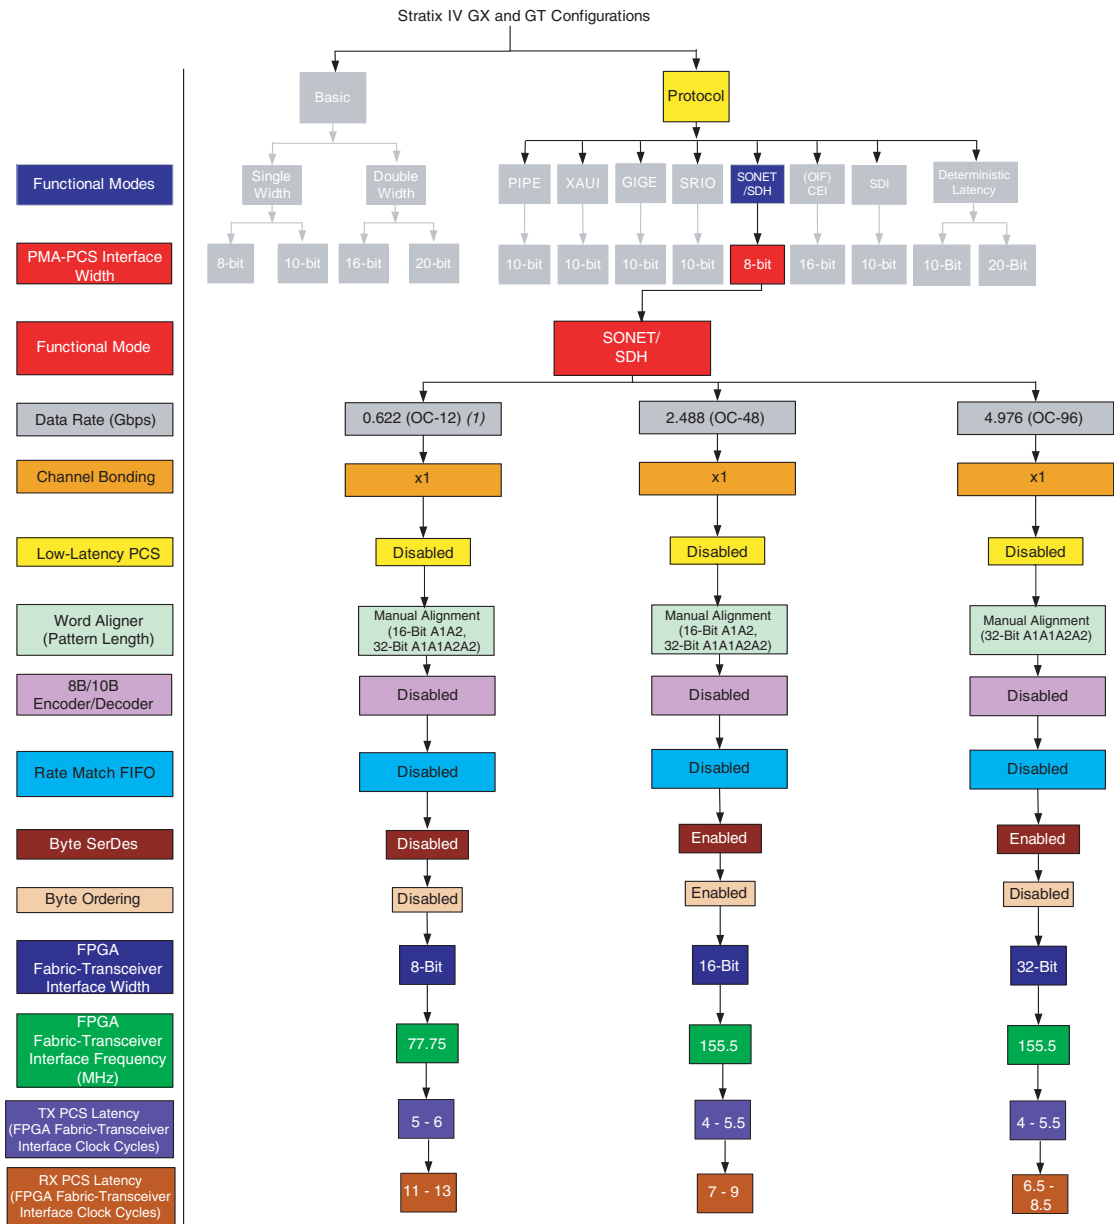 Stratix IV GX and GT Configurations
Basic
Protocol
Functional Modes
Single
Width
Double
Width
PIPE
XAUI
GIGE
SRIO
SONET
/SDH
(OIF)
CEI
SDI
Deterministic
Latency
PMA-PCS Interface
Width
8-bit
10-bit
16-bit
20-bit
10-bit
10-bit
10-bit
10-bit
8-bit
16-bit
10-bit
10-Bit
20-Bit
Functional Mode
SONET/
SDH
Data Rate (Gbps)
0.622 (OC-12) (1)
2.488 (OC-48)
4.976 (OC-96)
Channel Bonding
x1
x1
x1
Low-Latency PCS
Disabled
Disabled
Disabled
Word Aligner
(Pattern Length)
Manual Alignment
(16-Bit A1A2,
32-Bit A1A1A2A2)
Manual Alignment
(16-Bit A1A2,
32-Bit A1A1A2A2)
Manual Alignment
(32-Bit A1A1A2A2)
8B/10B
Encoder/Decoder
Disabled
Disabled
Disabled
Rate Match FIFO
Disabled
Disabled
Disabled
Byte SerDes
Disabled
Enabled
Enabled
Byte Ordering
Disabled
Enabled
Disabled
FPGA
Fabric-Transceiver
Interface Width
8-Bit
16-Bit
32-Bit
FPGA
Fabric-Transceiver
Interface Frequency
(MHz)
77.75
155.5
155.5
TX PCS Latency
(FPGA Fabric-Transceiver
Interface Clock Cycles)
5 - 6
4 - 5.5
4 - 5.5
RX PCS Latency
(FPGA Fabric-Transceiver
Interface Clock Cycles)
11 - 13
7 - 9
6.5 -
8.5